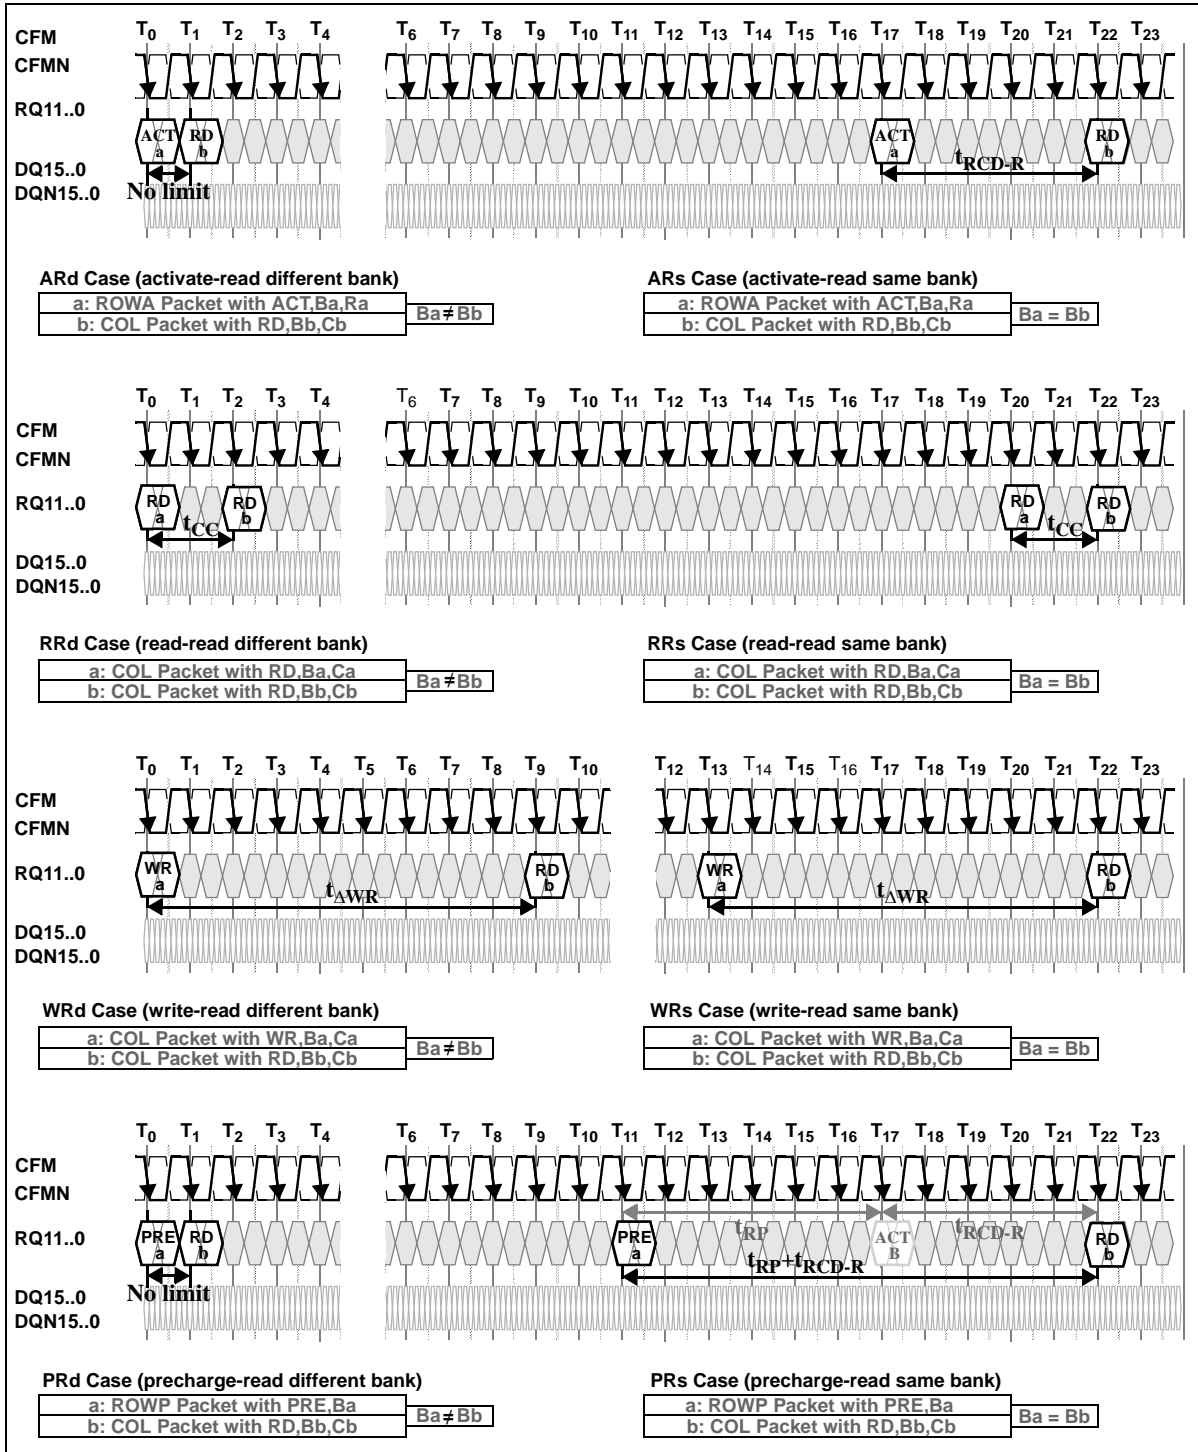 T0 T1 T2 T3 T4 T6 T7 T8 T9 T10 T11 T12 T13 T14 T15 T16 T17 T18 T19 T20 T21 T22 T23
CFM
CFMN
RQ11..0
ACT a RD b ACT a RD b
No limit tRCD-R
DQ15..0
DQN15..0
ARd Case (activate-read different bank) ARs Case (activate-read same bank)
a: ROWA Packet with ACT,Ba,Ra a: ROWA Packet with ACT,Ba,Ra
Ba≠Bb Ba = Bb
b: COL Packet with RD,Bb,Cb b: COL Packet with RD,Bb,Cb
T0 T1 T2 T3 T4 T6 T7 T8 T9 T10 T11 T12 T13 T14 T15 T16 T17 T18 T19 T20 T21 T22 T23
CFM
CFMN
RQ11..0
RD a RD b RD a RD b
tCC tCC
DQ15..0
DQN15..0
RRd Case (read-read different bank) RRs Case (read-read same bank)
a: COL Packet with RD,Ba,Ca a: COL Packet with RD,Ba,Ca
Ba≠Bb Ba = Bb
b: COL Packet with RD,Bb,Cb b: COL Packet with RD,Bb,Cb
T0 T1 T2 T3 T4 T5 T6 T7 T8 T9 T10 T12 T13 T14 T15 T16 T17 T18 T19 T20 T21 T22 T23
CFM
CFMN
RQ11..0
WR a RD b WR a RD b
tΔWR tΔWR
DQ15..0
DQN15..0
WRd Case (write-read different bank) WRs Case (write-read same bank)
a: COL Packet with WR,Ba,Ca a: COL Packet with WR,Ba,Ca
Ba≠Bb Ba = Bb
b: COL Packet with RD,Bb,Cb b: COL Packet with RD,Bb,Cb
T0 T1 T2 T3 T4 T6 T7 T8 T9 T10 T11 T12 T13 T14 T15 T16 T17 T18 T19 T20 T21 T22 T23
CFM
CFMN
tRP tRCD-R
RQ11..0
PRE a RD b PRE a ACT B RD b
No limit tRP+tRCD-R
DQ15..0
DQN15..0
PRd Case (precharge-read different bank) PRs Case (precharge-read same bank)
a: ROWP Packet with PRE,Ba a: ROWP Packet with PRE,Ba
Ba≠Bb Ba = Bb
b: COL Packet with RD,Bb,Cb b: COL Packet with RD,Bb,Cb